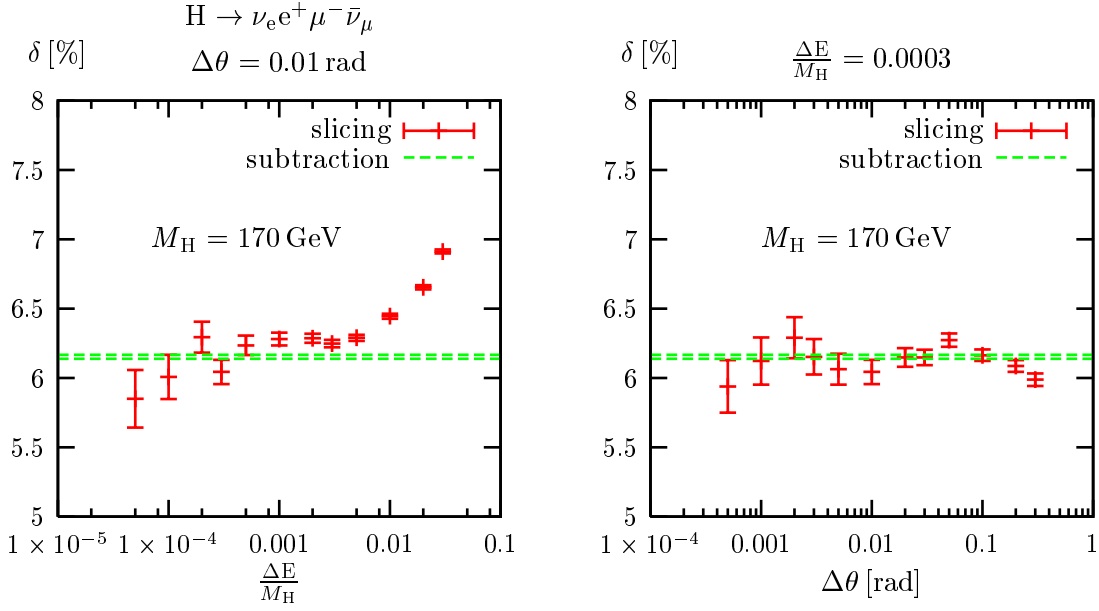 H → νₑe⁺μ⁻ν̄_μ
δ [%]
Δθ = 0.01 rad
8
7.5
7
6.5
6
5.5
5
slicing
subtraction
M_H = 170 GeV
1 × 10⁻⁵ 1 × 10⁻⁴ 0.001 0.01 0.1
ΔE/M_H
δ [%]
ΔE/M_H = 0.0003
8
7.5
7
6.5
6
5.5
5
slicing
subtraction
M_H = 170 GeV
1 × 10⁻⁴ 0.001 0.01 0.1 1
Δθ [rad]